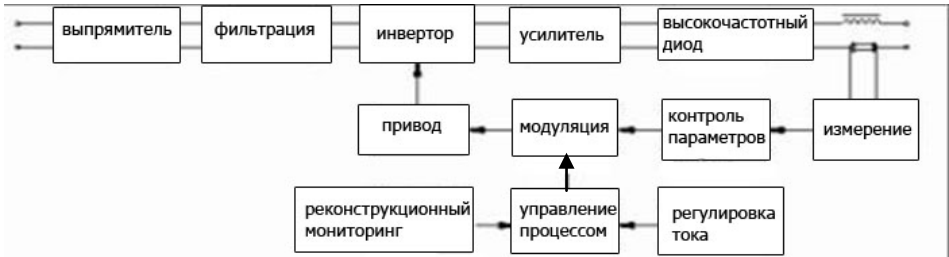 выпрямитель
фильтрация
инвертор
усилитель
высокочастотный
диод
привод
модуляция
контроль
параметров
измерение
реконструкционный
мониторинг
управление
процессом
регулировка
тока